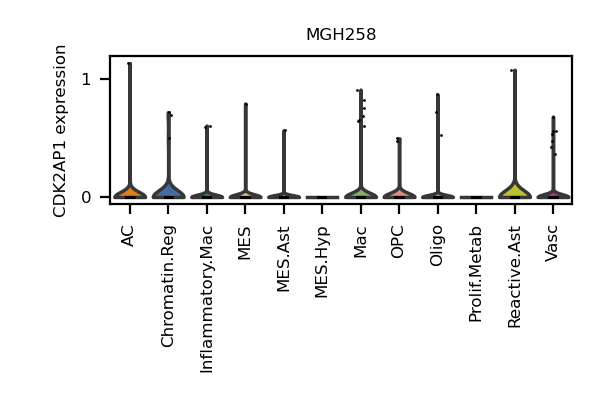 MGH258
CDK2AP1 expression
1
0
AC
Chromatin.Reg
Inflammatory.Mac
MES
MES.Ast
MES.Hyp
Mac
OPC
Oligo
Prolif.Metab
Reactive.Ast
Vasc